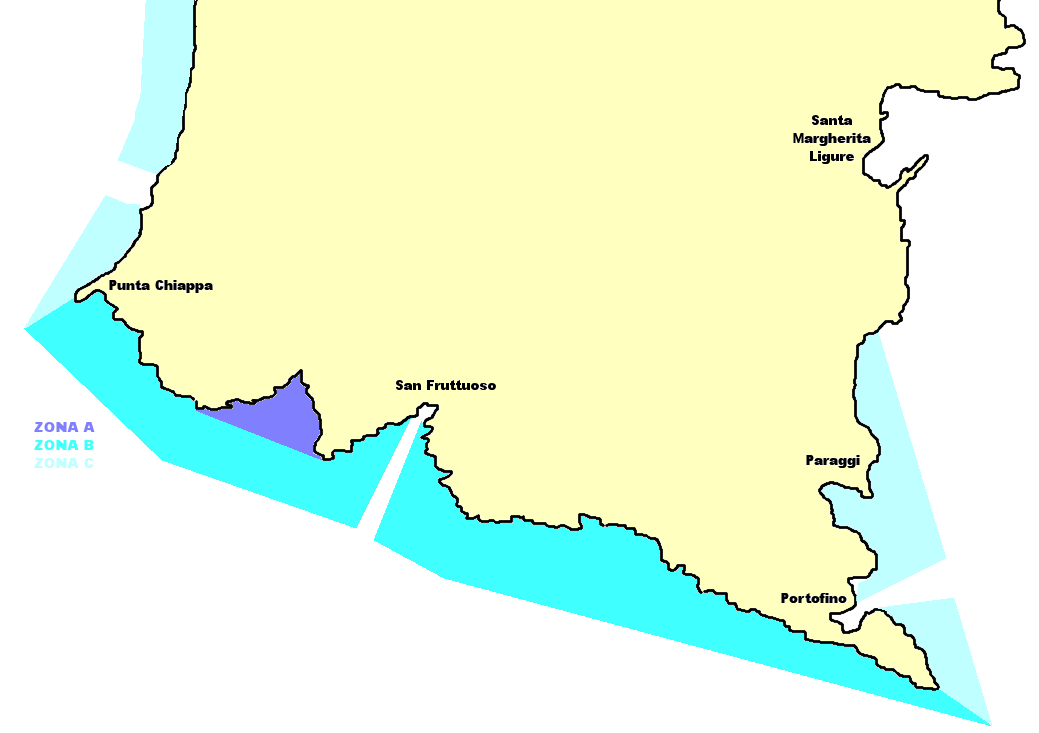 Santa
Margherita
Ligure
Punta Chiappa
San Fruttuoso
ZONA A
ZONA B
ZONA C
Paraggi
Portofino